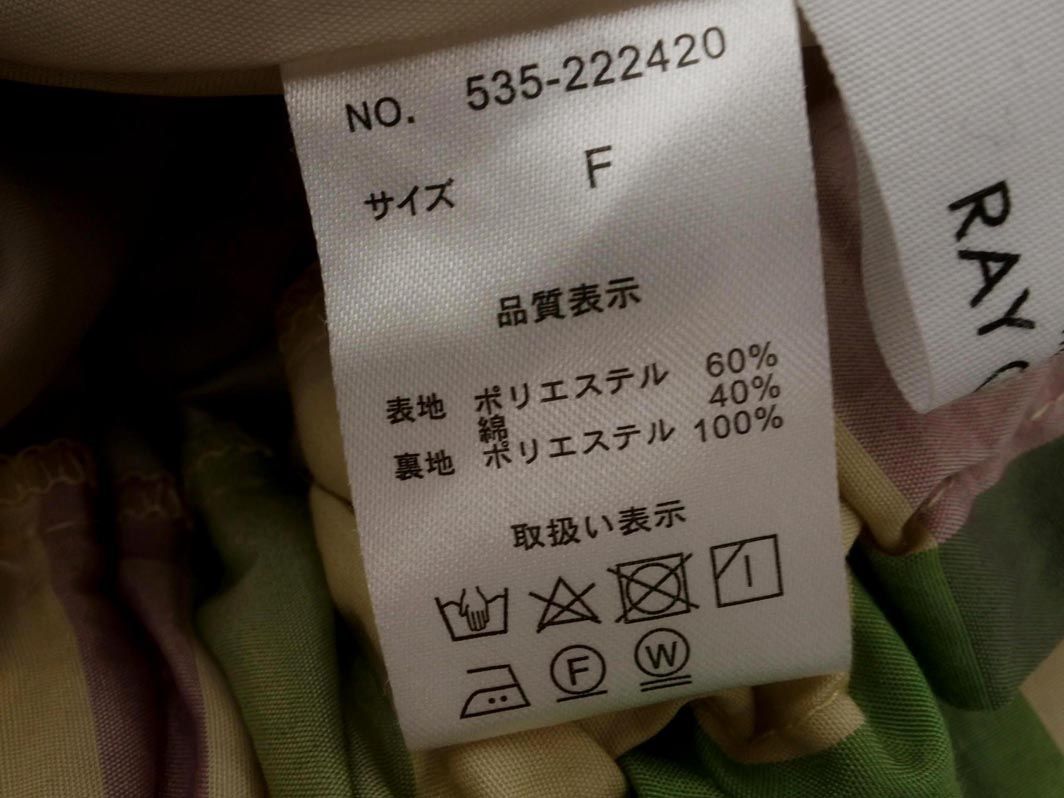 NO. 535-222420
サイズ F
品質表示
表地 ポリエステル 60%
綿 40%
裏地 ポリエステル 100%
取扱い表示
F W
RAY